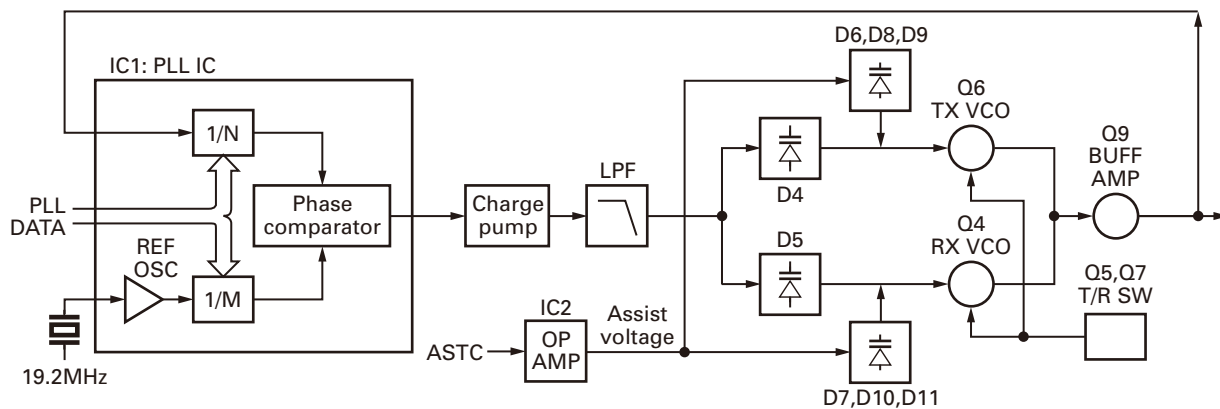 IC1: PLL IC
1/N
PLL
DATA
REF
OSC
1/M
19.2MHz
Phase
comparator
Charge
pump
LPF
ASTC
IC2
OP
AMP
Assist
voltage
D6,D8,D9
D4
D5
D7,D10,D11
Q6
TX VCO
Q4
RX VCO
Q9
BUFF
AMP
Q5,Q7
T/R SW